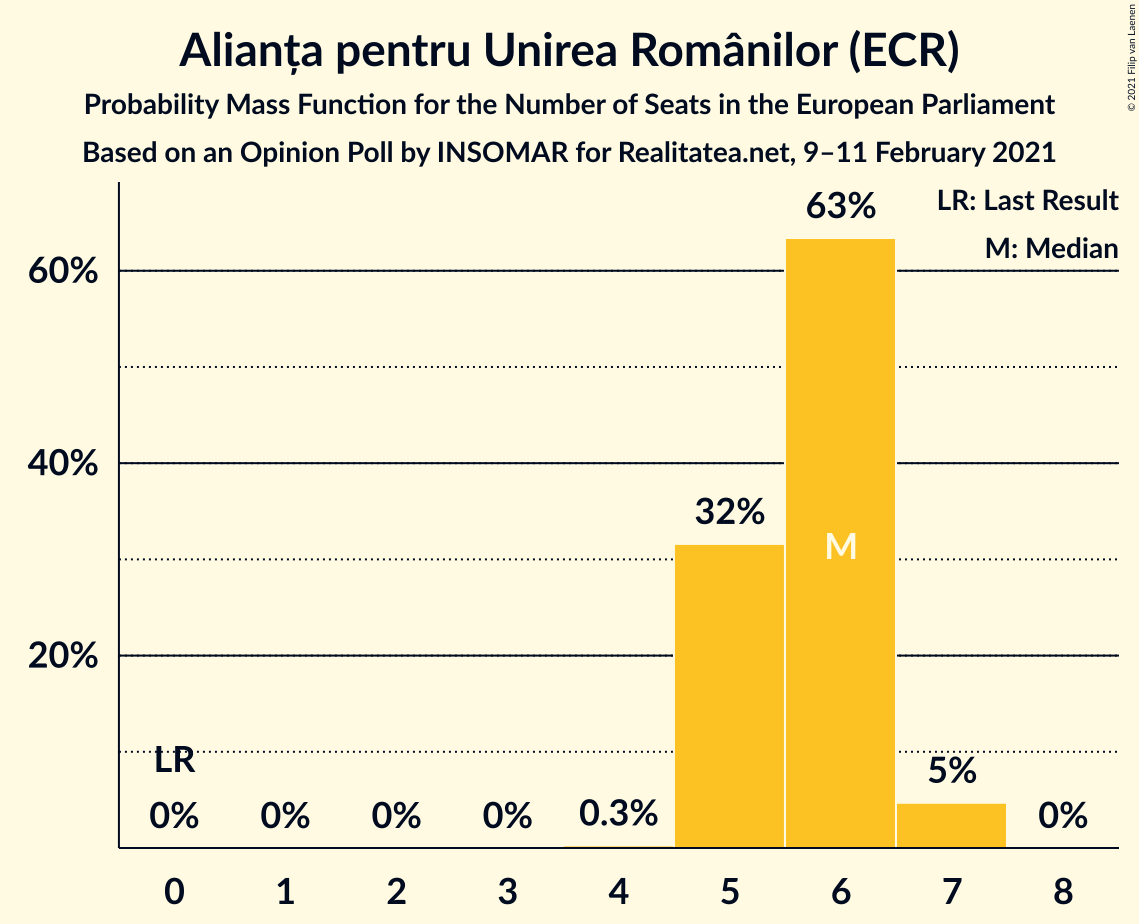 Alianța pentru Unirea Românilor (ECR)
Probability Mass Function for the Number of Seats in the European Parliament
Based on an Opinion Poll by INSOMAR for Realitatea.net, 9–11 February 2021
© 2021 Filip van Laenen
LR: Last Result
M: Median
63%
60%
40%
32%
M
20%
LR
5%
0% 0% 0% 0% 0.3% 0%
0 1 2 3 4 5 6 7 8